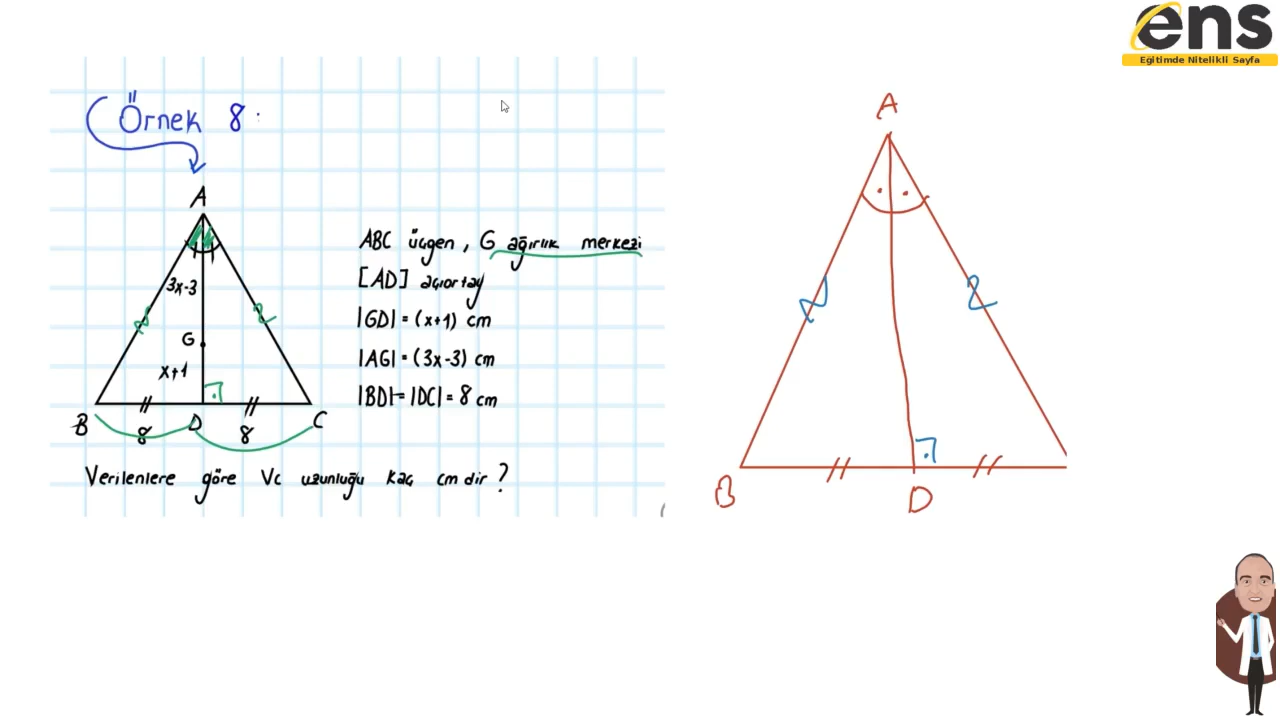 ens
Eğitimde Nitelikli Sayfa
Örnek 8:
A
3x-3
G
x+1
B
8
D
8
C
ABC üçgen, G ağırlık merkezi
[AD] açıortay
|GD| = (x+1) cm
|AG| = (3x-3) cm
|BD| = |DC| = 8 cm
Verilenlere göre Vc uzunluğu kaç cm dir?
A
B
D